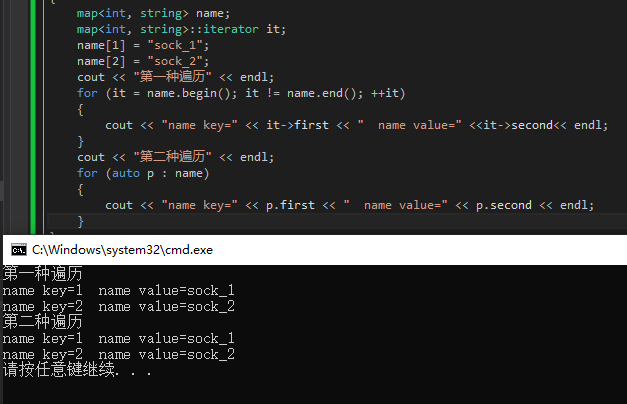 map<int, string> name;
map<int, string>::iterator it;
name[1] = "sock_1";
name[2] = "sock_2";
cout << "第一种遍历" << endl;
for (it = name.begin(); it != name.end(); ++it)
{
cout << "name key=" << it->first << "  name value=" <<it->second<< endl;
}
cout << "第二种遍历" << endl;
for (auto p : name)
{
cout << "name key=" << p.first << "  name value=" << p.second << endl;
}
C:\Windows\system32\cmd.exe
第一种遍历
name key=1  name value=sock_1
name key=2  name value=sock_2
第二种遍历
name key=1  name value=sock_1
name key=2  name value=sock_2
请按任意键继续. . .